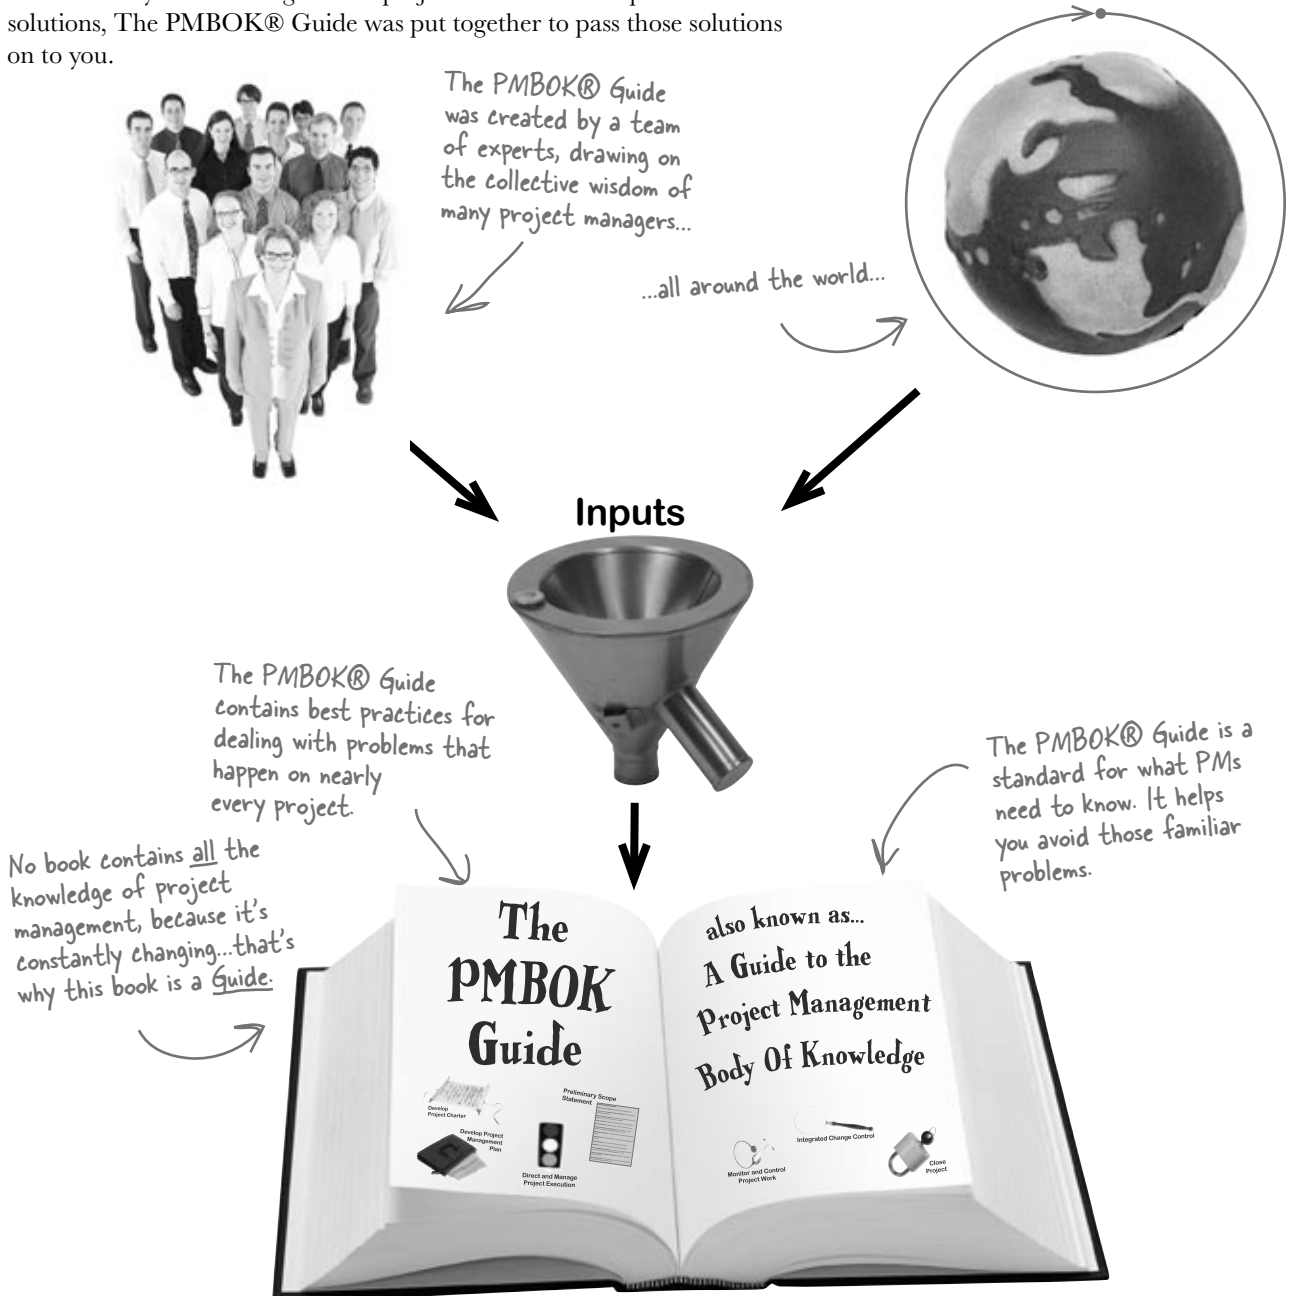 solutions, The PMBOK® Guide was put together to pass those solutions
on to you.
The PMBOK® Guide
was created by a team
of experts, drawing on
the collective wisdom of
many project managers...
...all around the world...
Inputs
The PMBOK® Guide
contains best practices for
dealing with problems that
happen on nearly
every project.
The PMBOK® Guide is a
standard for what PMs
need to know. It helps
you avoid those familiar
problems.
No book contains all the
knowledge of project
management, because it's
constantly changing...that's
why this book is a Guide.
The
PMBOK
Guide
also known as...
A Guide to the
Project Management
Body Of Knowledge
Develop
Project Charter
Preliminary Scope
Statement
Develop Project
Management
Plan
Direct and Manage
Project Execution
Integrated Change Control
Monitor and Control
Project Work
Close
Project